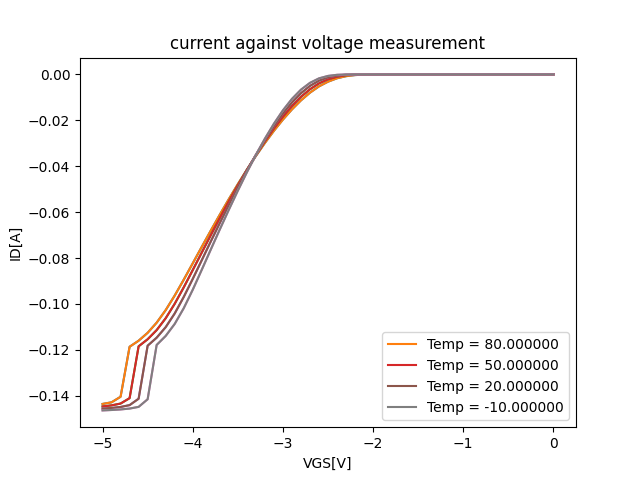 current against voltage measurement
0.00
−0.02
−0.04
−0.06
−0.08
−0.10
−0.12
−0.14
ID[A]
Temp = 80.000000
Temp = 50.000000
Temp = 20.000000
Temp = -10.000000
−5 −4 −3 −2 −1 0
VGS[V]